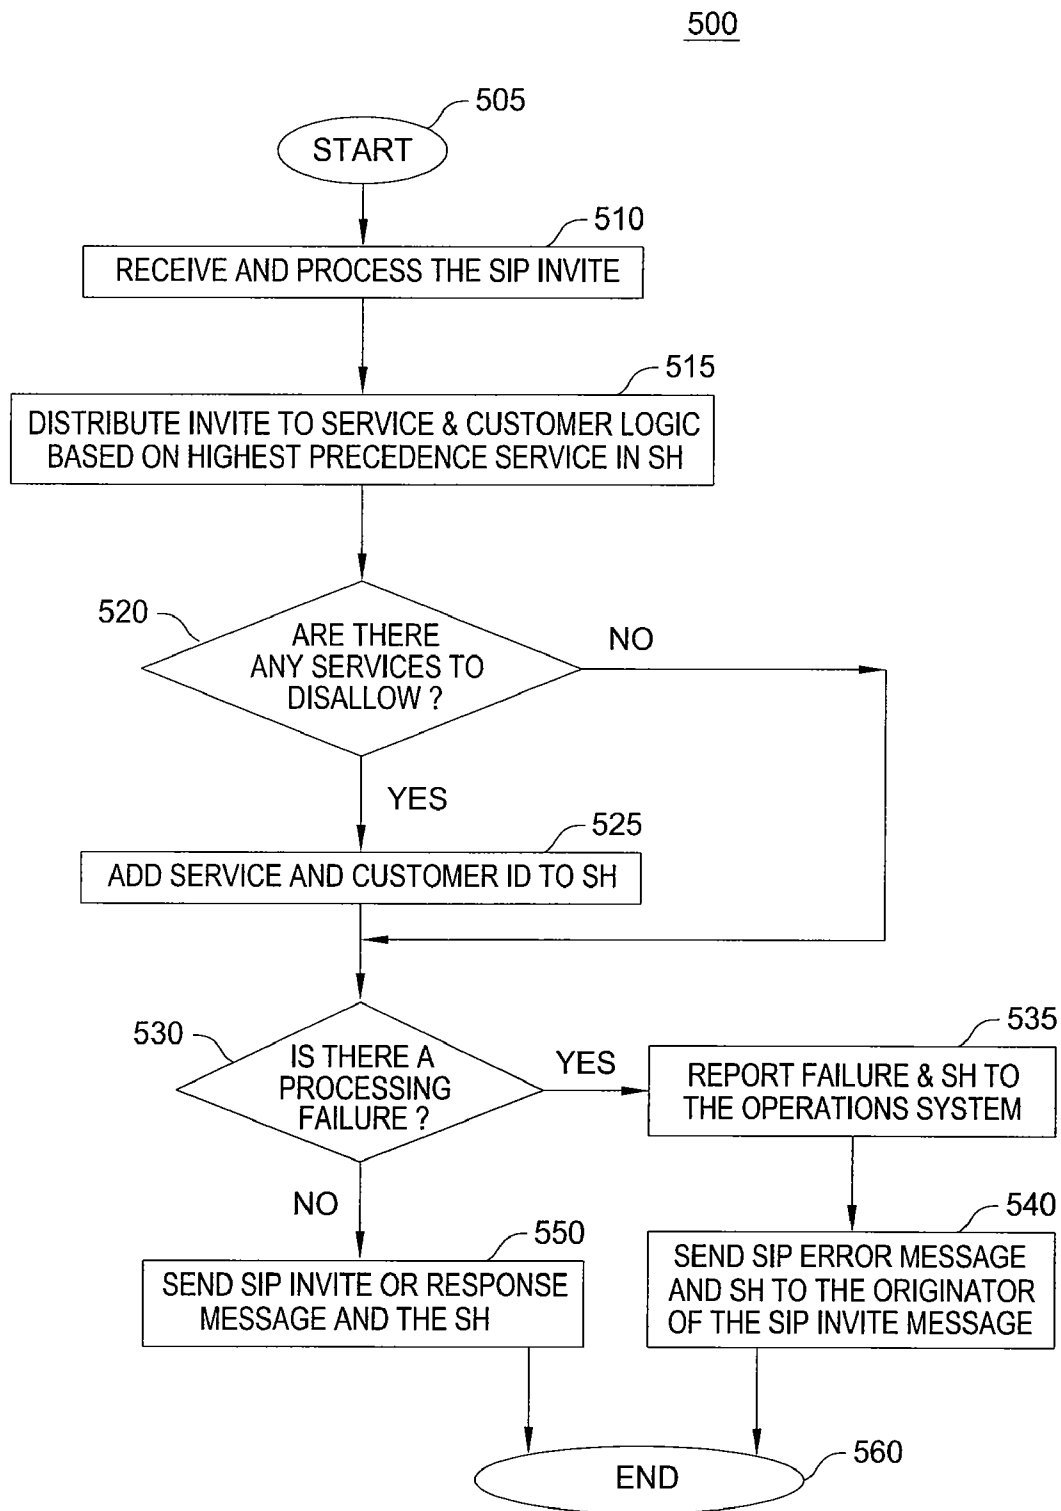 500
505
START
510
RECEIVE AND PROCESS THE SIP INVITE
515
DISTRIBUTE INVITE TO SERVICE & CUSTOMER LOGIC
BASED ON HIGHEST PRECEDENCE SERVICE IN SH
520
ARE THERE
ANY SERVICES TO
DISALLOW ?
NO
YES
525
ADD SERVICE AND CUSTOMER ID TO SH
530
IS THERE A
PROCESSING
FAILURE ?
YES
535
REPORT FAILURE & SH TO
THE OPERATIONS SYSTEM
NO
550
SEND SIP INVITE OR RESPONSE
MESSAGE AND THE SH
540
SEND SIP ERROR MESSAGE
AND SH TO THE ORIGINATOR
OF THE SIP INVITE MESSAGE
END
560